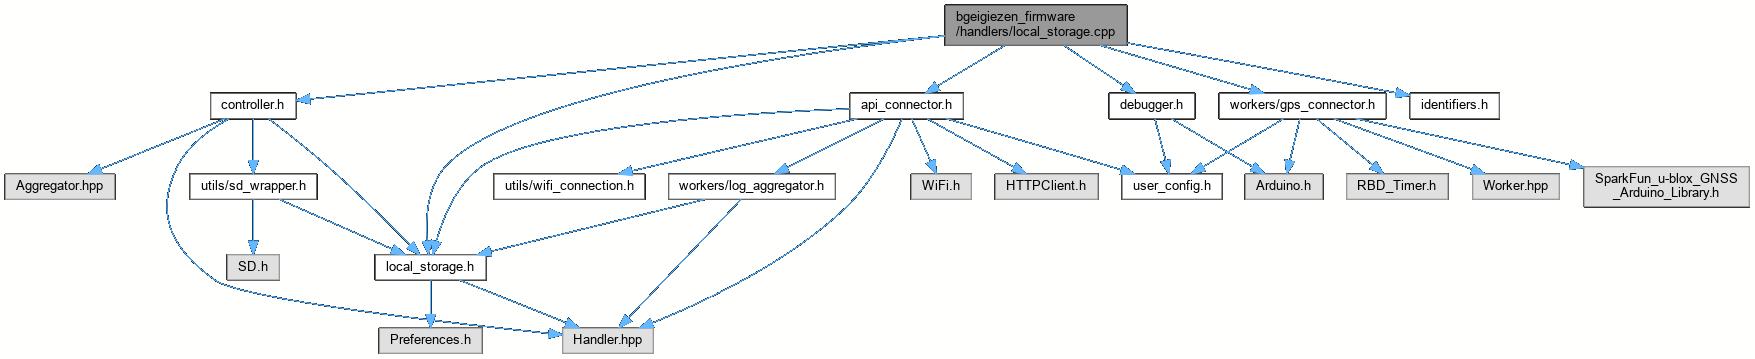 bgeigiezen_firmware
/handlers/local_storage.cpp
controller.h
api_connector.h
debugger.h
workers/gps_connector.h
identifiers.h
Aggregator.hpp
utils/sd_wrapper.h
utils/wifi_connection.h
workers/log_aggregator.h
WiFi.h
HTTPClient.h
user_config.h
Arduino.h
RBD_Timer.h
Worker.hpp
SparkFun_u-blox_GNSS
_Arduino_Library.h
SD.h
local_storage.h
Preferences.h
Handler.hpp